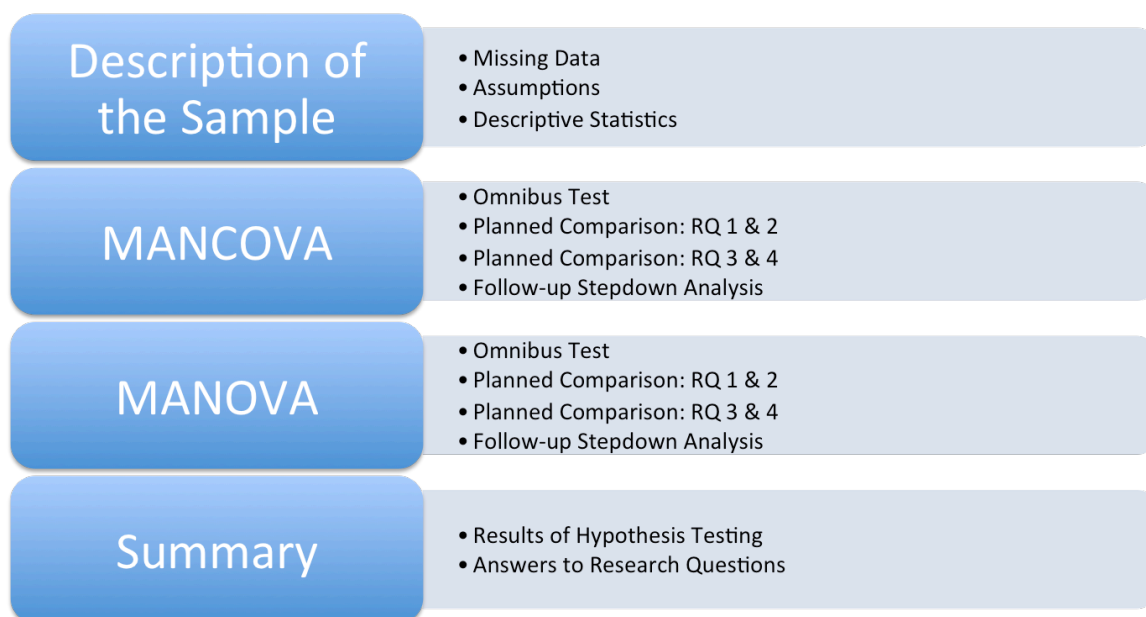 Description of
the Sample
• Missing Data
• Assumptions
• Descriptive Statistics
MANCOVA
• Omnibus Test
• Planned Comparison: RQ 1 & 2
• Planned Comparison: RQ 3 & 4
• Follow-up Stepdown Analysis
MANOVA
• Omnibus Test
• Planned Comparison: RQ 1 & 2
• Planned Comparison: RQ 3 & 4
• Follow-up Stepdown Analysis
Summary
• Results of Hypothesis Testing
• Answers to Research Questions